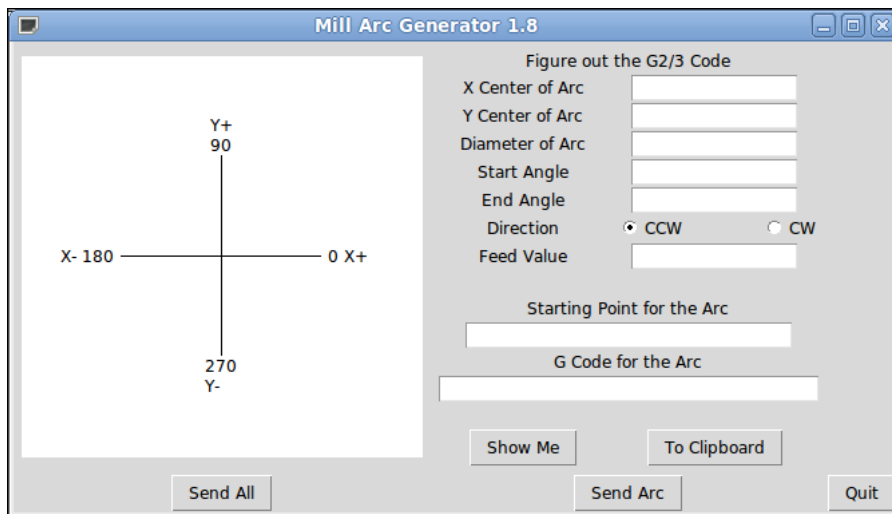 Mill Arc Generator 1.8
Y+
90
X- 180
0 X+
270
Y-
Figure out the G2/3 Code
X Center of Arc
Y Center of Arc
Diameter of Arc
Start Angle
End Angle
Direction CCW CW
Feed Value
Starting Point for the Arc
G Code for the Arc
Show Me To Clipboard
Send All Send Arc Quit